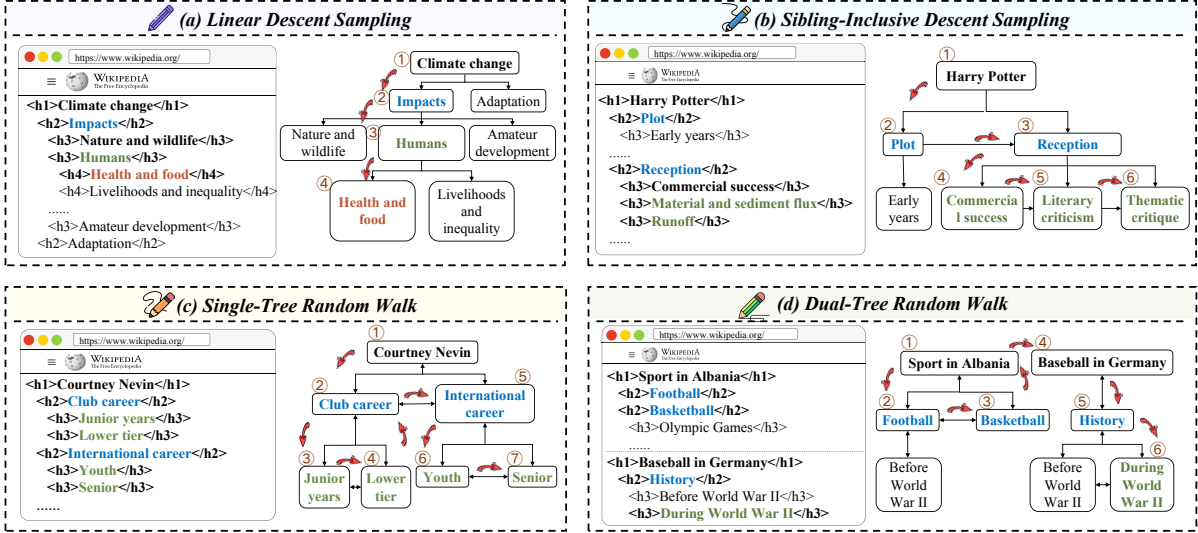 (a) Linear Descent Sampling
https://www.wikipedia.org/
≡ WIKIPEDIA
The Free Encyclopedia
<h1>Climate change</h1>
<h2>Impacts</h2>
<h3>Nature and wildlife</h3>
<h3>Humans</h3>
<h4>Health and food</h4>
<h4>Livelihoods and inequality</h4>
......
<h3>Amateur development</h3>
<h2>Adaptation</h2>
①
Climate change
②
Impacts
Adaptation
Nature and
wildlife
③
Humans
Amateur
development
④
Health and
food
Livelihoods
and
inequality
(b) Sibling-Inclusive Descent Sampling
https://www.wikipedia.org/
≡ WIKIPEDIA
The Free Encyclopedia
<h1>Harry Potter</h1>
<h2>Plot</h2>
<h3>Early years</h3>
......
<h2>Reception</h2>
<h3>Commercial success</h3>
<h3>Material and sediment flux</h3>
<h3>Runoff</h3>
......
①
Harry Potter
②
Plot
③
Reception
Early
years
④
Commercia
l success
⑤
Literary
criticism
⑥
Thematic
critique
(c) Single-Tree Random Walk
https://www.wikipedia.org/
≡ WIKIPEDIA
The Free Encyclopedia
<h1>Courtney Nevin</h1>
<h2>Club career</h2>
<h3>Junior years</h3>
<h3>Lower tier</h3>
<h2>International career</h2>
<h3>Youth</h3>
<h3>Senior</h3>
......
①
Courtney Nevin
②
Club career
⑤
International
career
③
Junior
years
④
Lower
tier
⑥
Youth
⑦
Senior
(d) Dual-Tree Random Walk
https://www.wikipedia.org/
≡ WIKIPEDIA
The Free Encyclopedia
<h1>Sport in Albania</h1>
<h2>Football</h2>
<h2>Basketball</h2>
<h3>Olympic Games</h3>
......
<h1>Baseball in Germany</h1>
<h2>History</h2>
<h3>Before World War II</h3>
<h3>During World War II</h3>
①
Sport in Albania
④
Baseball in Germany
②
Football
③
Basketball
⑤
History
Before
World
War II
Before
World
War II
⑥
During
World
War II